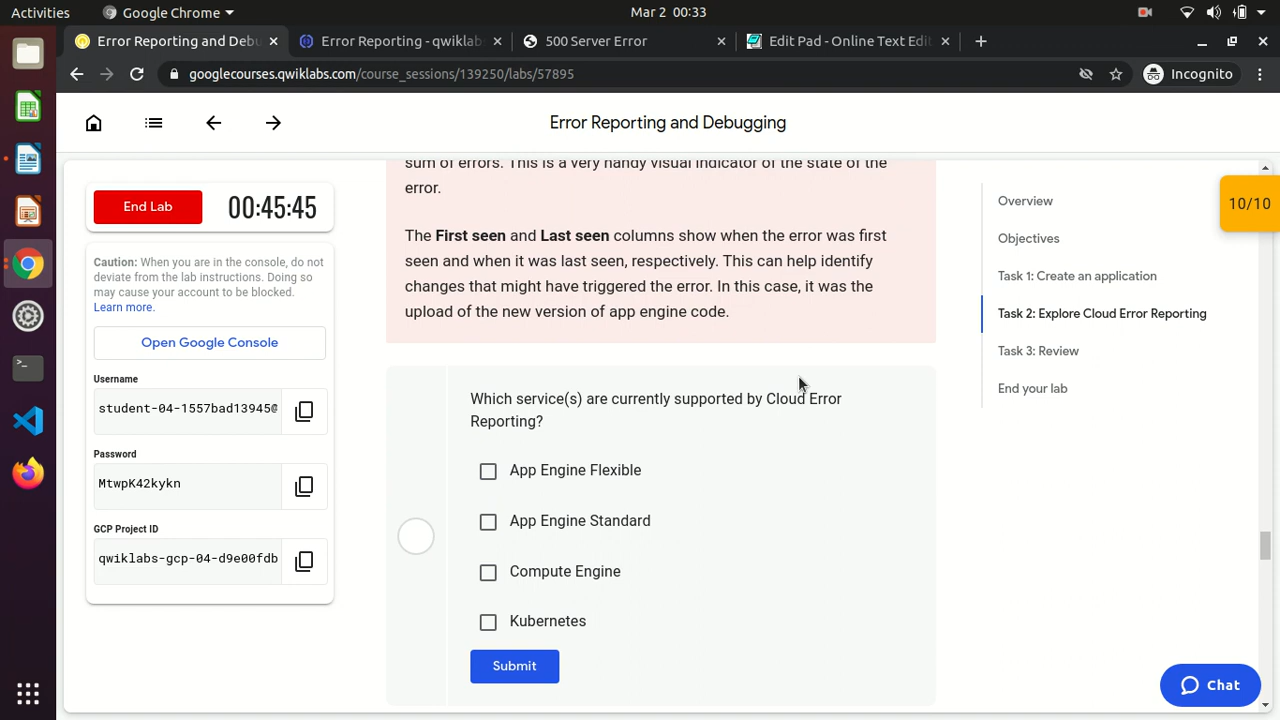 Activities
Google Chrome
Mar 2 00:33
Error Reporting and Debu
Error Reporting - qwiklab
500 Server Error
Edit Pad - Online Text Edit
googlecourses.qwiklabs.com/course_sessions/139250/labs/57895
Incognito
Error Reporting and Debugging
End Lab
00:45:45
Caution: When you are in the console, do not
deviate from the lab instructions. Doing so
may cause your account to be blocked.
Learn more.
Open Google Console
Username
student-04-1557bad13945@
Password
MtwpK42kykn
GCP Project ID
qwiklabs-gcp-04-d9e00fdb
sum of errors. This is a very handy visual indicator of the state of the
error.
The First seen and Last seen columns show when the error was first
seen and when it was last seen, respectively. This can help identify
changes that might have triggered the error. In this case, it was the
upload of the new version of app engine code.
Which service(s) are currently supported by Cloud Error
Reporting?
App Engine Flexible
App Engine Standard
Compute Engine
Kubernetes
Submit
Overview
Objectives
Task 1: Create an application
Task 2: Explore Cloud Error Reporting
Task 3: Review
End your lab
10/10
Chat